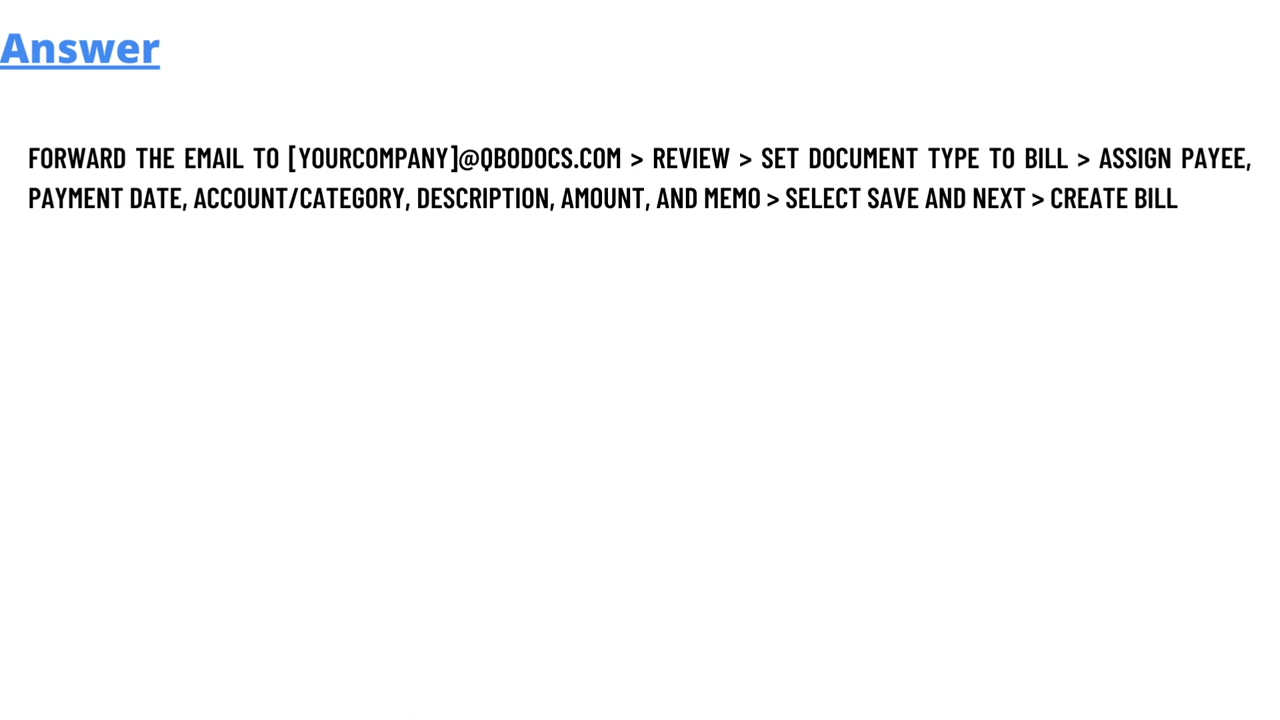 Answer
FORWARD THE EMAIL TO [YOURCOMPANY]@QBODOCS.COM > REVIEW > SET DOCUMENT TYPE TO BILL > ASSIGN PAYEE,
PAYMENT DATE, ACCOUNT/CATEGORY, DESCRIPTION, AMOUNT, AND MEMO > SELECT SAVE AND NEXT > CREATE BILL